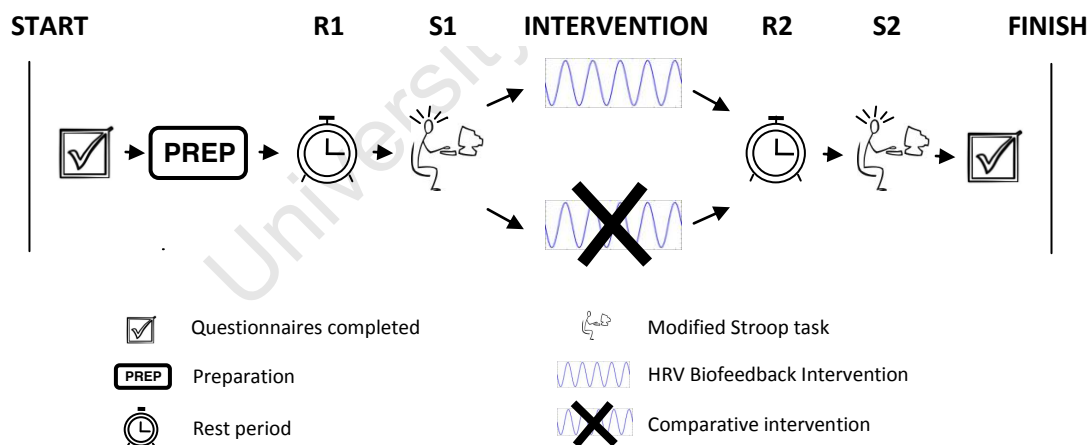 START R1 S1 INTERVENTION R2 S2 FINISH
University
PREP
Questionnaires completed
Modified Stroop task
PREP Preparation
HRV Biofeedback Intervention
Rest period
Comparative intervention